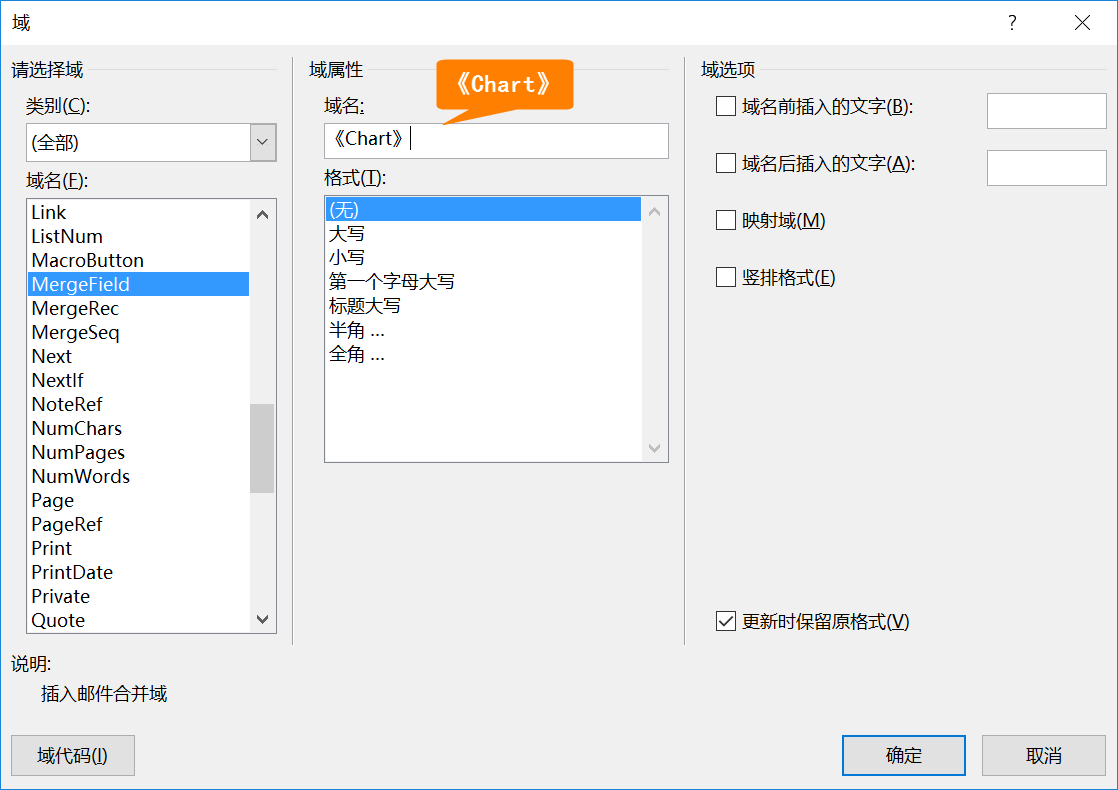 域
?
请选择域
类别(C):
(全部)
域名(F):
Link
ListNum
MacroButton
MergeField
MergeRec
MergeSeq
Next
NextIf
NoteRef
NumChars
NumPages
NumWords
Page
PageRef
Print
PrintDate
Private
Quote
域属性
《Chart》
域名:
《Chart》
格式(T):
(无)
大写
小写
第一个字母大写
标题大写
半角 ...
全角 ...
域选项
域名前插入的文字(B):
域名后插入的文字(A):
映射域(M)
竖排格式(E)
更新时保留原格式(V)
说明:
插入邮件合并域
域代码(I)
确定
取消